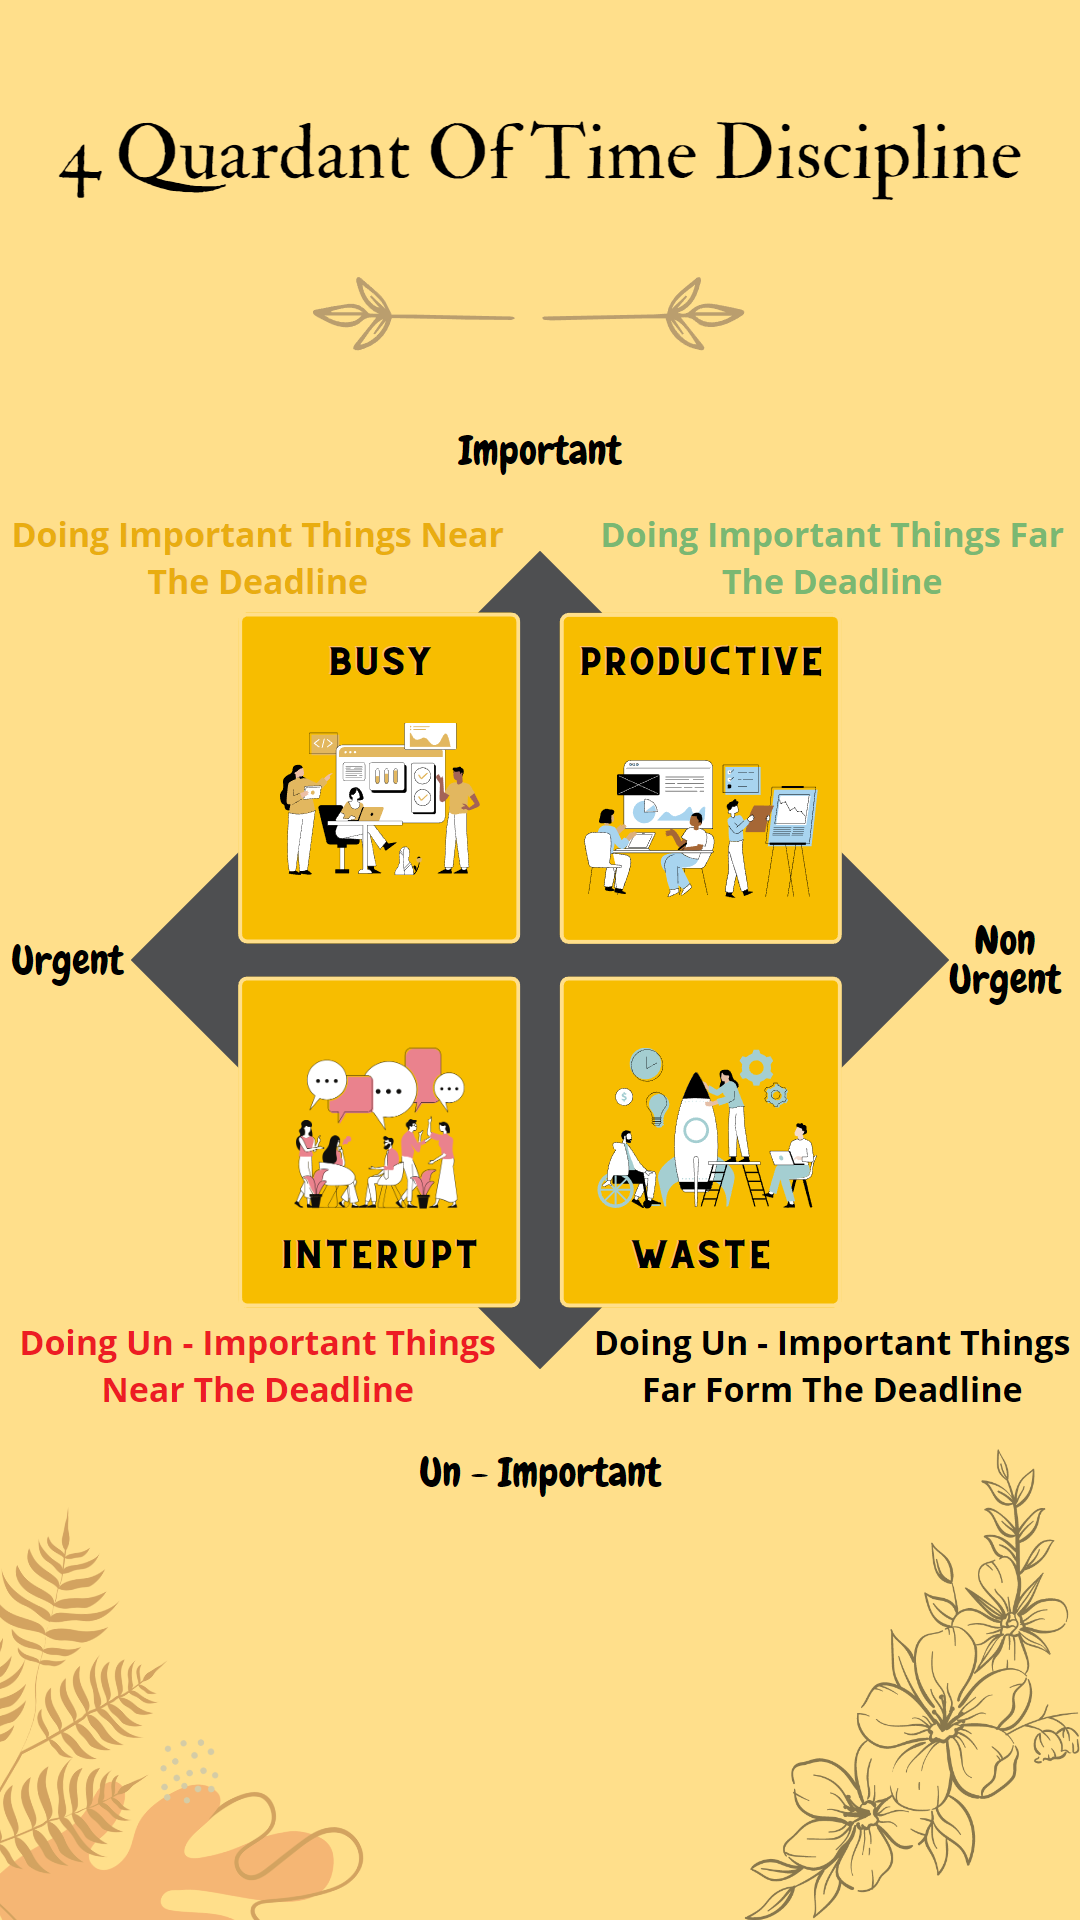 4 Quardant Of Time Discipline
Important
Doing Important Things Near
The Deadline
Doing Important Things Far
The Deadline
BUSY
PRODUCTIVE
</>
Urgent
Non
Urgent
$
INTERUPT
WASTE
Doing Un - Important Things
Near The Deadline
Doing Un - Important Things
Far Form The Deadline
Un - Important